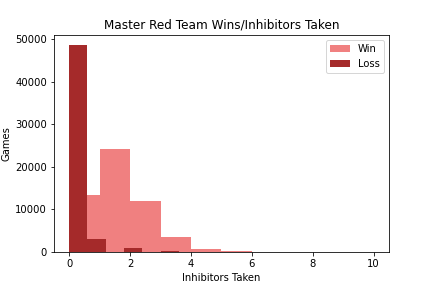 Master Red Team Wins/Inhibitors Taken
Win
Loss
Games
50000
40000
30000
20000
10000
0
0 2 4 6 8 10
Inhibitors Taken